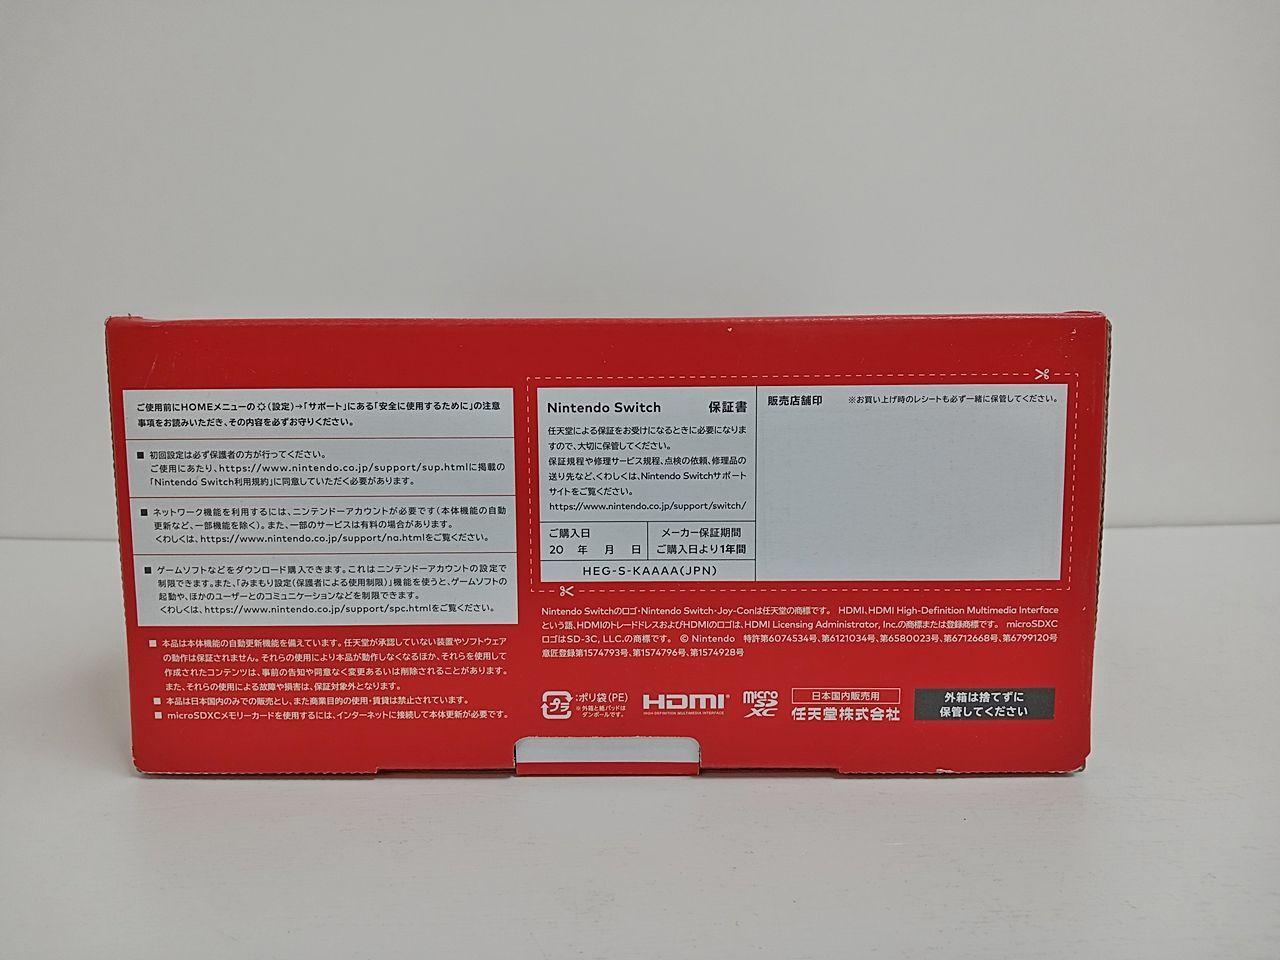 ご使用前にHOMEメニューの(設定)→「サポート」にある「安全に使用するために」の注意
事項をお読みいただき、その内容を必ずお守りください。
■ 初回設定は必ず保護者の方が行ってください。
ご使用にあたり、https://www.nintendo.co.jp/support/sup.htmlに掲載の
「Nintendo Switch利用規約」に同意していただく必要があります。
■ ネットワーク機能を利用するには、ニンテンドーアカウントが必要です(本体機能の自動
更新など、一部機能を除く)。また、一部のサービスは有料の場合があります。
くわしくは、https://www.nintendo.co.jp/support/na.htmlをご覧ください。
■ ゲームソフトなどをダウンロード購入できます。これはニンテンドーアカウントの設定で
制限できます。また、「みまもり設定(保護者による使用制限)」機能を使うと、ゲームソフトの
起動や、ほかのユーザーとのコミュニケーションなどを制限できます。
くわしくは、https://www.nintendo.co.jp/support/spc.htmlをご覧ください。
■ 本品は本体機能の自動更新機能を備えています。任天堂が承認していない装置やソフトウェア
の動作は保証されません。それらの使用により本品が動作しなくなるほか、それらを使用して
作成されたコンテンツは、事前の告知や同意なく変更あるいは削除されることがあります。
また、それらの使用による故障や損害は、保証対象外となります。
■ 本品は日本国内のみでの販売とし、また商業目的の使用・賃貸は禁止されています。
■ microSDXCメモリーカードを使用するには、インターネットに接続して本体更新が必要です。
Nintendo Switch 保証書
任天堂による保証をお受けになるときに必要になりま
すので、大切に保管してください。
保証規程や修理サービス規程、点検の依頼、修理品の
送り先など、くわしくは、Nintendo Switchサポート
サイトをご覧ください。
https://www.nintendo.co.jp/support/switch/
ご購入日
20 年 月 日
メーカー保証期間
ご購入日より1年間
HEG-S-KAAAA(JPN)
販売店舗印 ※お買い上げ時のレシートも必ず一緒に保管してください。
Nintendo Switchのロゴ・Nintendo Switch・Joy-Conは任天堂の商標です。 HDMI、HDMI High-Definition Multimedia Interface
という語、HDMIのトレードドレスおよびHDMIのロゴは、HDMI Licensing Administrator, Inc.の商標または登録商標です。 microSDXC
ロゴはSD-3C, LLC.の商標です。 © Nintendo 特許第6074534号、第6121034号、第6580023号、第6712668号、第6799120号
意匠登録第1574793号、第1574796号、第1574928号
プラ
:ポリ袋(PE)
※外箱と紙パッドは
ダンボールです。
HDMI®
HIGH-DEFINITION MULTIMEDIA INTERFACE
micro
SD
XC
日本国内販売用
任天堂株式会社
外箱は捨てずに
保管してください